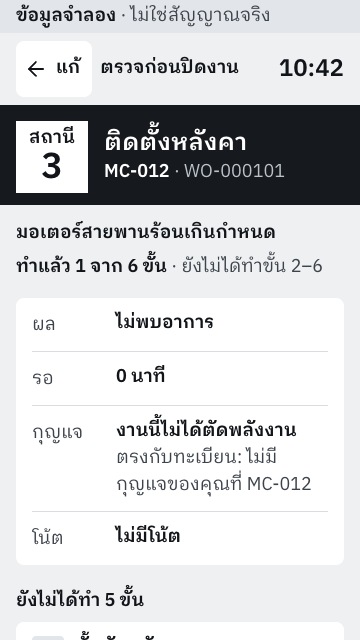 ข้อมูลจำลอง · ไม่ใช่สัญญาณจริง
← แก้ ตรวจก่อนปิดงาน 10:42
สถานี
3
ติดตั้งหลังคา
MC-012 · WO-000101
มอเตอร์สายพานร้อนเกินกำหนด
ทำแล้ว 1 จาก 6 ขั้น · ยังไม่ได้ทำขั้น 2–6
ผล ไม่พบอาการ
รอ 0 นาที
กุญแจ งานนี้ไม่ได้ตัดพลังงาน
ตรงกับทะเบียน: ไม่มี
กุญแจของคุณที่ MC-012
โน้ต ไม่มีโน้ต
ยังไม่ได้ทำ 5 ขั้น